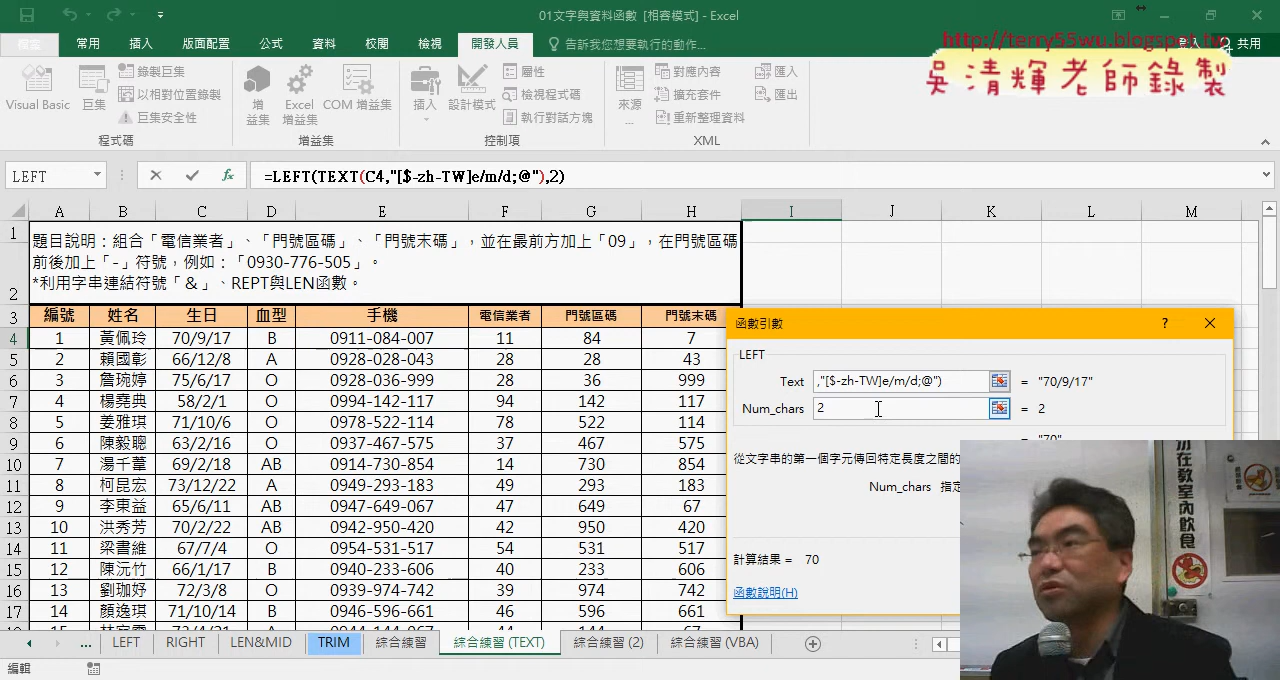 01文字與資料函數 [相容模式] - Excel
http://terry55wu.blogspot.tw
吳清輝老師錄製
檔案 常用 插入 版面配置 公式 資料 校閱 檢視 開發人員 告訴我您想要執行的動作... 登入 共用
Visual Basic 巨集 錄製巨集 以相對位置錄製 巨集安全性 增益集 Excel 增益集 COM 增益集 插入 設計模式 屬性 檢視程式碼 執行對話方塊 來源... 對應內容 擴充套件 重新整理資料 匯入 匯出
程式碼 增益集 控制項 XML
LEFT fx =LEFT(TEXT(C4,"[$-zh-TW]e/m/d;@"),2)
A B C D E F G H I J K L M
1 題目說明：組合「電信業者」、「門號區碼」、「門號末碼」，並在最前方加上「09」，在門號區碼
前後加上「-」符號，例如：「0930-776-505」。
2 *利用字串連結符號「&」、REPT與LEN函數。
3 編號 姓名 生日 血型 手機 電信業者 門號區碼 門號末碼
4 1 黃佩玲 70/9/17 B 0911-084-007 11 84 7
5 2 賴國彰 66/12/8 A 0928-028-043 28 28 43
6 3 詹琬婷 75/6/17 O 0928-036-999 28 36 999
7 4 楊堯典 58/2/1 O 0994-142-117 94 142 117
8 5 姜雅琪 71/10/6 O 0978-522-114 78 522 114
9 6 陳毅聰 63/2/16 O 0937-467-575 37 467 575
10 7 湯千葦 69/2/18 AB 0914-730-854 14 730 854
11 8 柯昆宏 73/12/22 A 0949-293-183 49 293 183
12 9 李東益 65/6/11 AB 0947-649-067 47 649 67
13 10 洪秀芳 70/2/22 AB 0942-950-420 42 950 420
14 11 梁書維 67/7/4 O 0954-531-517 54 531 517
15 12 陳沅竹 66/1/17 B 0940-233-606 40 233 606
16 13 劉珈妤 72/3/8 O 0939-974-742 39 974 742
17 14 顏逸琪 71/10/14 B 0946-596-661 46 596 661
函數引數 ?
LEFT
Text ,"[$-zh-TW]e/m/d;@") = "70/9/17"
Num_chars 2 = 2
= "70"
從文字串的第一個字元傳回特定長度之間的
Num_chars 指定
計算結果 = 70
函數說明(H)
勿在教室內飲食
... LEFT RIGHT LEN&MID TRIM 綜合練習 綜合練習 (TEXT) 綜合練習 (2) 綜合練習 (VBA)
編輯